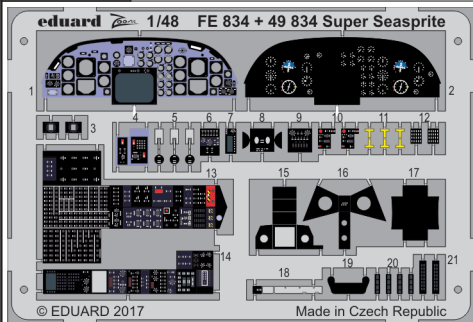 eduard Zoom 1/48 FE 834 + 49 834 Super Seasprite
1
2
3
4 5 6 7 8 9 10 11 12
13 15 16 17
14
18 19 20 21
© EDUARD 2017 Made in Czech Republic